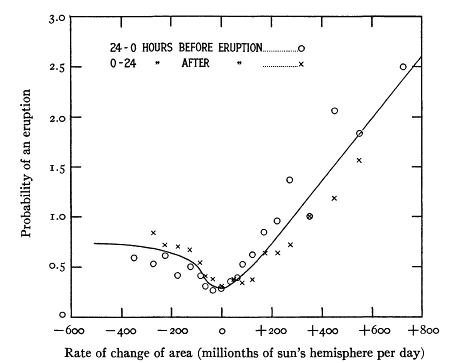 3.0
24-0 HOURS BEFORE ERUPTION..........○
0-24 " AFTER " ..........×
2.5
2.0
1.5
1.0
0.5
0
Probability of an eruption
−600 −400 −200 0 +200 +400 +600 +800
Rate of change of area (millionths of sun's hemisphere per day)